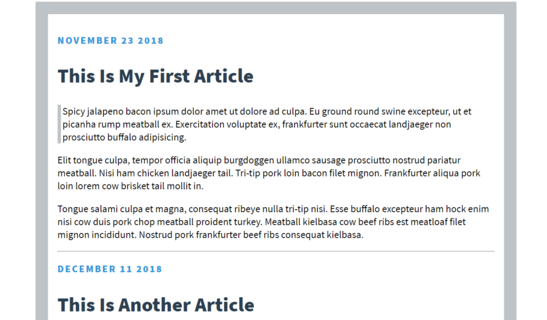 NOVEMBER 23 2018
This Is My First Article
Spicy jalapeno bacon ipsum dolor amet ut dolore ad culpa. Eu ground round swine excepteur, ut et
picanha rump meatball ex. Exercitation voluptate ex, frankfurter sunt occaecat landjaeger non
prosciutto buffalo adipisicing.
Elit tongue culpa, tempor officia aliquip burgdoggen ullamco sausage prosciutto nostrud pariatur
meatball. Nisi ham chicken landjaeger tail. Tri-tip pork loin bacon filet mignon. Frankfurter aliqua pork
loin lorem cow brisket tail mollit in.
Tongue salami culpa et magna, consequat ribeye nulla tri-tip nisi. Esse buffalo excepteur ham hock enim
nisi cow duis pork chop meatball proident turkey. Meatball kielbasa cow beef ribs est meatloaf filet
mignon incididunt. Nostrud pork frankfurter beef ribs consequat kielbasa.
DECEMBER 11 2018
This Is Another Article